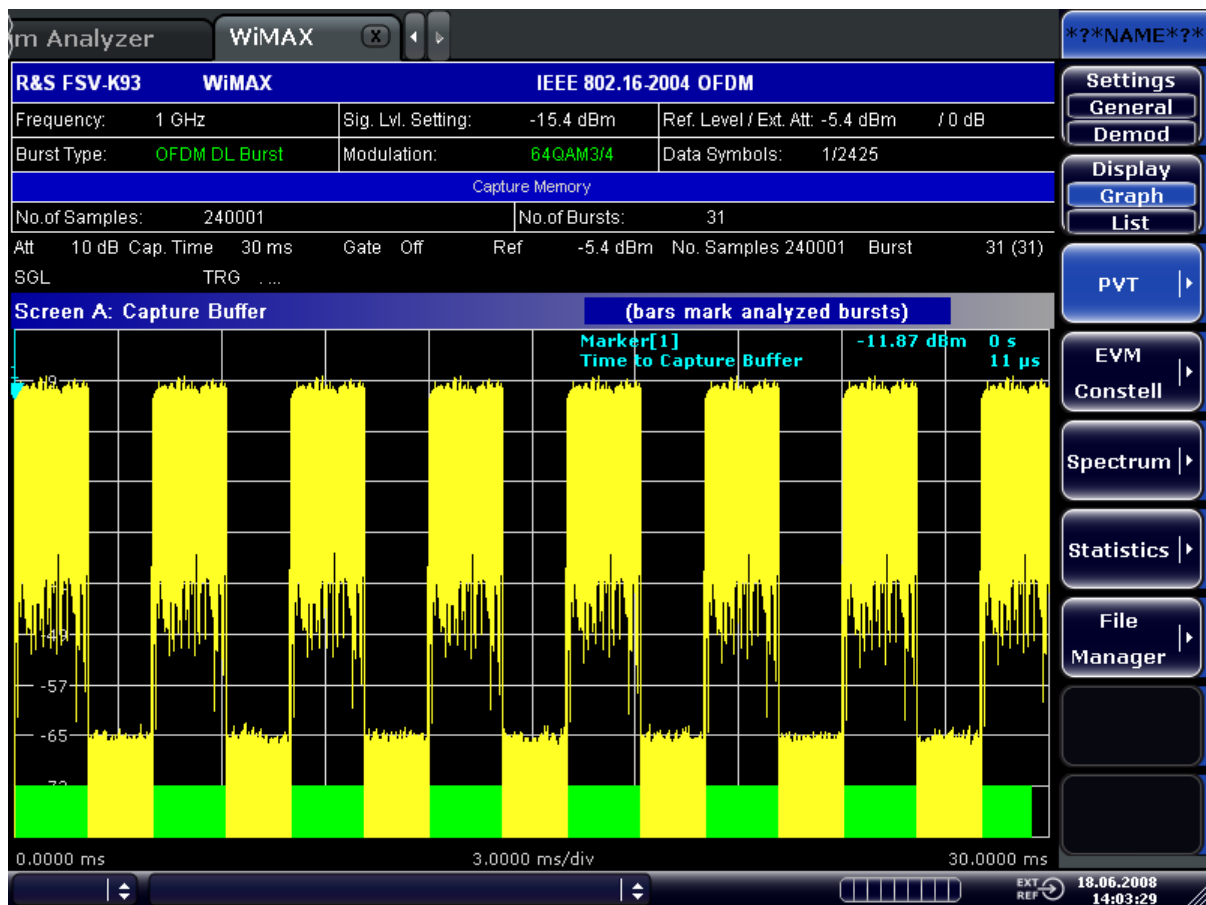 m Analyzer WiMAX X
*?*NAME*?*
R&S FSV-K93 WiMAX IEEE 802.16-2004 OFDM
Frequency: 1 GHz Sig. Lvl. Setting: -15.4 dBm Ref. Level / Ext. Att: -5.4 dBm / 0 dB
Burst Type: OFDM DL Burst Modulation: 64QAM3/4 Data Symbols: 1/2425
Capture Memory
No.of Samples: 240001 No.of Bursts: 31
Att 10 dB Cap. Time 30 ms Gate Off Ref -5.4 dBm No. Samples 240001 Burst 31 (31)
SGL TRG . ...
Screen A: Capture Buffer (bars mark analyzed bursts)
Marker[1] -11.87 dBm 0 s
Time to Capture Buffer 11 µs
-49
-57
-65
0.0000 ms 3.0000 ms/div 30.0000 ms
Settings
General
Demod
Display
Graph
List
PVT
EVM
Constell
Spectrum
Statistics
File
Manager
EXT
REF
18.06.2008
14:03:29